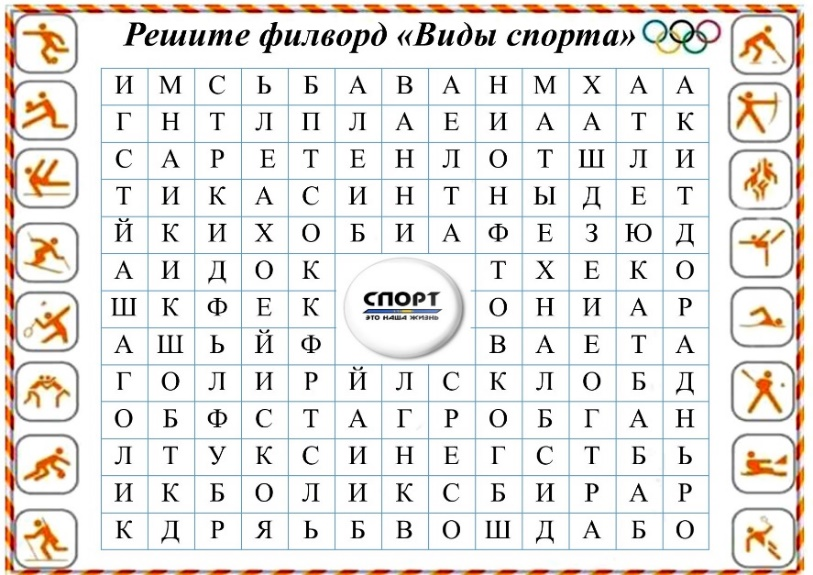 Решите филворд «Виды спорта»
И М С Ь Б А В А Н М Х А А
Г Н Т Л П Л А Е И А А Т К
С А Р Е Т Е Н Л О Т Ш Л И
Т И К А С И Н Т Н Ы Д Е Т
Й К И Х О Б И А Ф Е З Ю Д
А И Д О К Т Х Е К О
Ш К Ф Е К О Н И А Р
СПОРТ
ЭТО НАША ЖИЗНЬ
А Ш Ь Й Ф В А Е Т А
Г О Л И Р Й Л С К Л О Б Д
О Б Ф С Т А Г Р О Б Г А Н
Л Т У К С И Н Е Г С Т Б Ь
И К Б О Л И К С Б И Р А Р
К Д Р Я Ь Б В О Ш Д А Б О